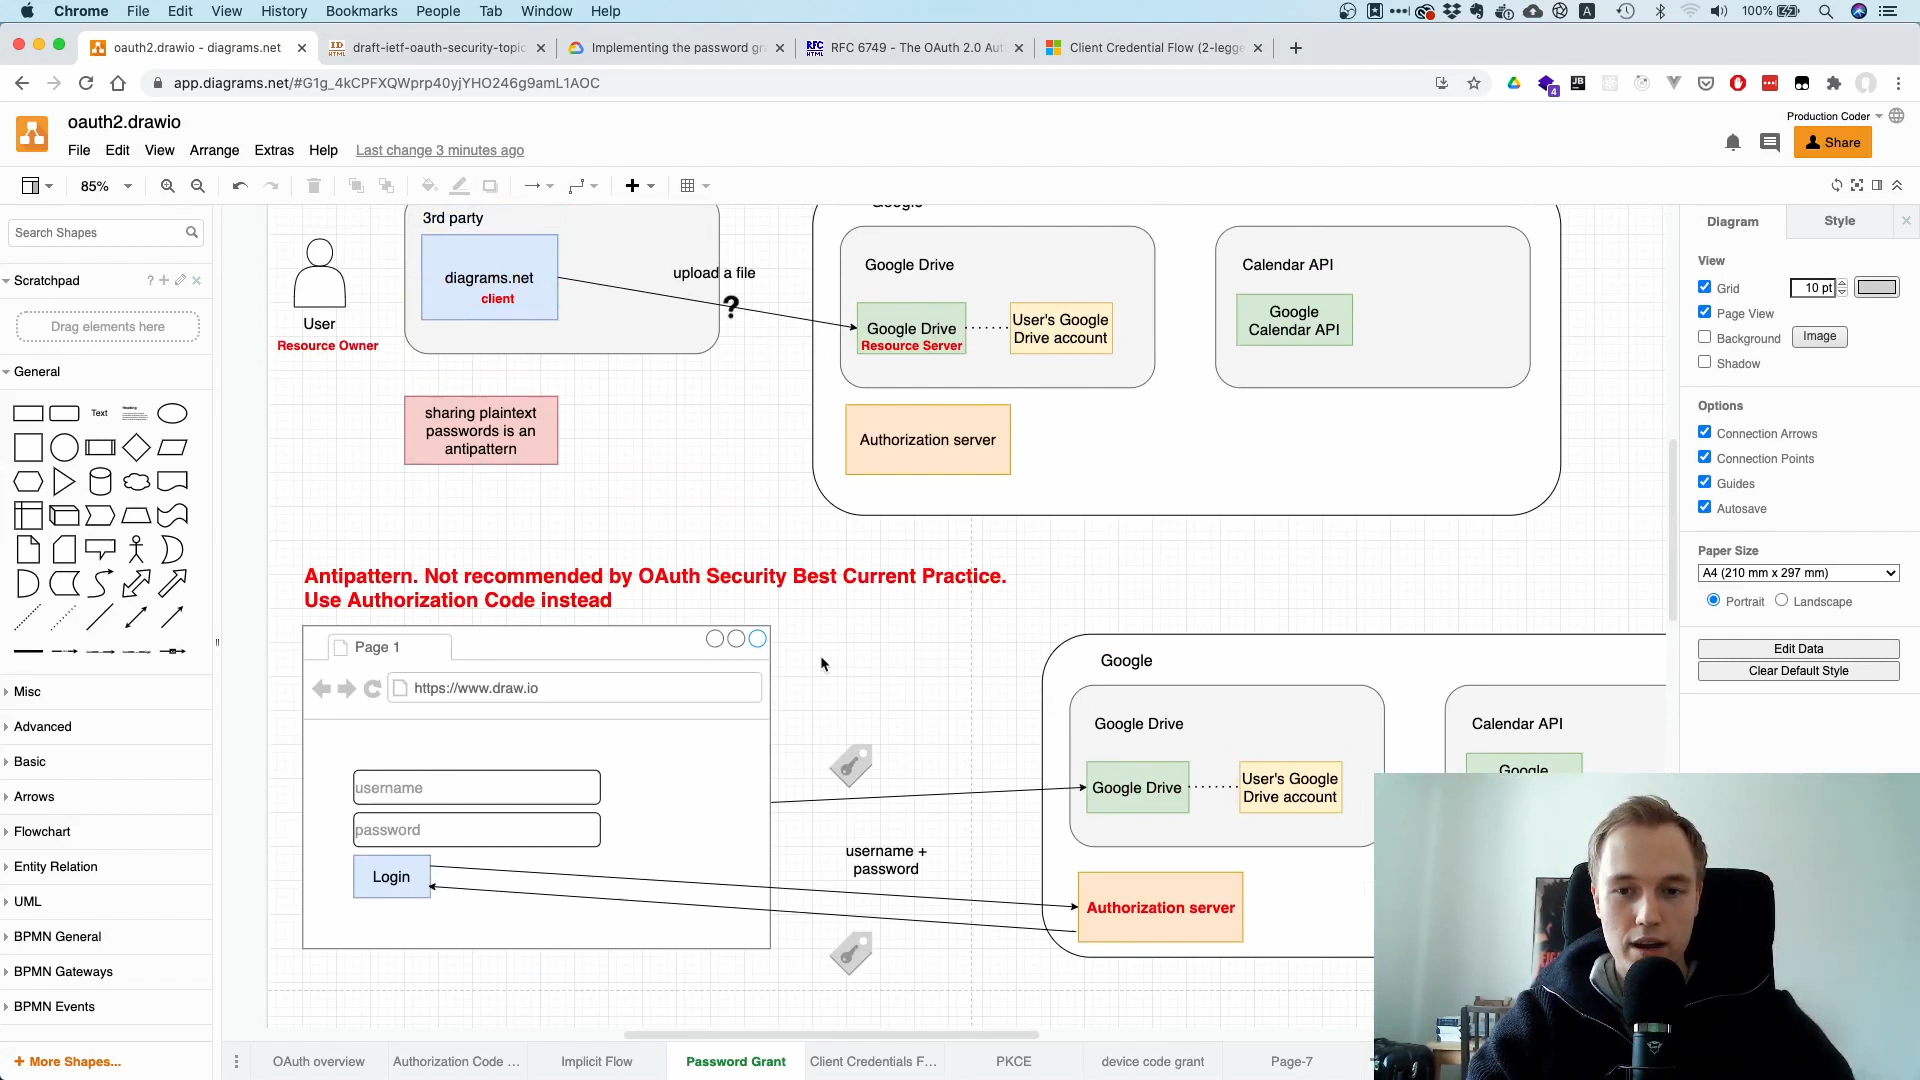 Chrome File Edit View History Bookmarks People Tab Window Help
100%
oauth2.drawio - diagrams.net
draft-ietf-oauth-security-topic
Implementing the password gr
RFC 6749 - The OAuth 2.0 Aut
Client Credential Flow (2-legge
app.diagrams.net/#G1g_4kCPFXQWprp40yjYHO246g9amL1AOC
oauth2.drawio
Production Coder
File Edit View Arrange Extras Help Last change 3 minutes ago
Share
85%
Search Shapes
Scratchpad
Drag elements here
General
Text
Heading
Misc
Advanced
Basic
Arrows
Flowchart
Entity Relation
UML
BPMN General
BPMN Gateways
BPMN Events
+ More Shapes...
3rd party
diagrams.net
client
User
Resource Owner
upload a file
?
sharing plaintext
passwords is an
antipattern
Google
Google Drive
Google Drive
Resource Server
User's Google
Drive account
Calendar API
Google
Calendar API
Authorization server
Antipattern. Not recommended by OAuth Security Best Current Practice.
Use Authorization Code instead
Page 1
https://www.draw.io
username
password
Login
username +
password
Google
Google Drive
Google Drive
User's Google
Drive account
Calendar API
Google
Authorization server
OAuth overview
Authorization Code ...
Implicit Flow
Password Grant
Client Credentials F...
PKCE
device code grant
Page-7
Diagram
Style
View
Grid
10 pt
Page View
Background
Image
Shadow
Options
Connection Arrows
Connection Points
Guides
Autosave
Paper Size
A4 (210 mm x 297 mm)
Portrait
Landscape
Edit Data
Clear Default Style